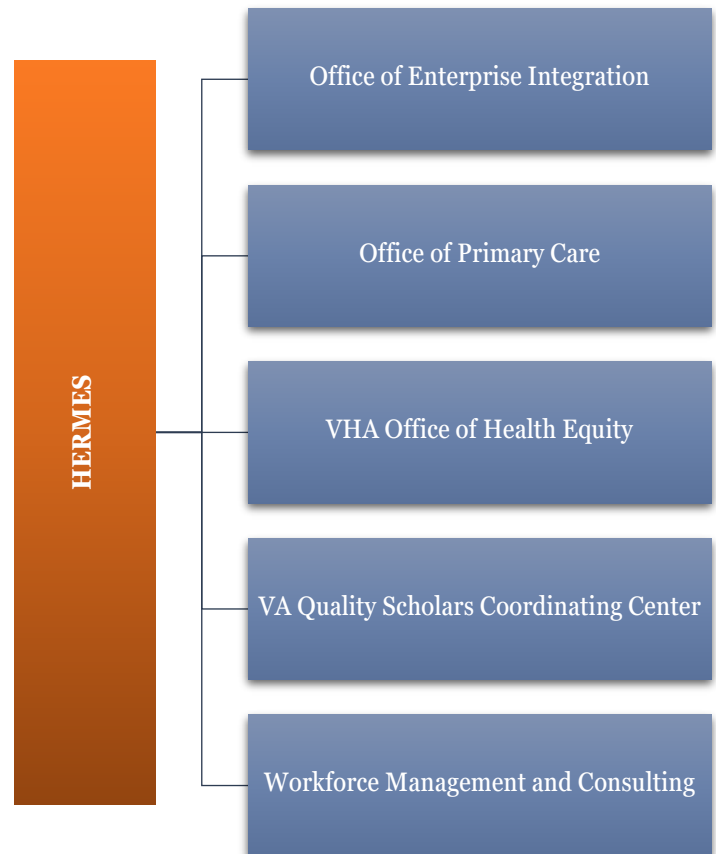 HERMES
Office of Enterprise Integration
Office of Primary Care
VHA Office of Health Equity
VA Quality Scholars Coordinating Center
Workforce Management and Consulting